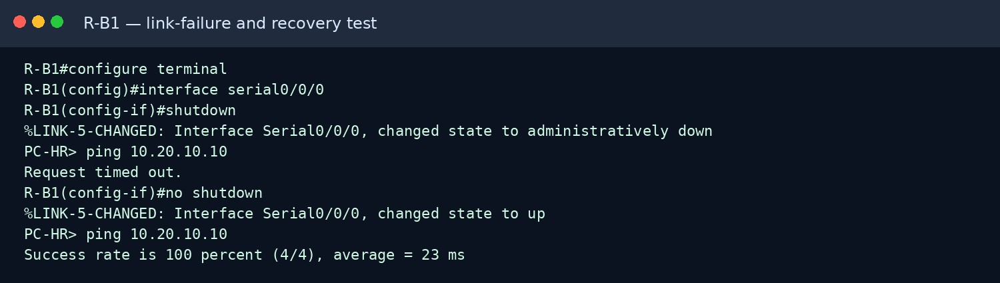 R-B1 — link-failure and recovery test
R-B1#configure terminal
R-B1(config)#interface serial0/0/0
R-B1(config-if)#shutdown
%LINK-5-CHANGED: Interface Serial0/0/0, changed state to administratively down
PC-HR> ping 10.20.10.10
Request timed out.
R-B1(config-if)#no shutdown
%LINK-5-CHANGED: Interface Serial0/0/0, changed state to up
PC-HR> ping 10.20.10.10
Success rate is 100 percent (4/4), average = 23 ms